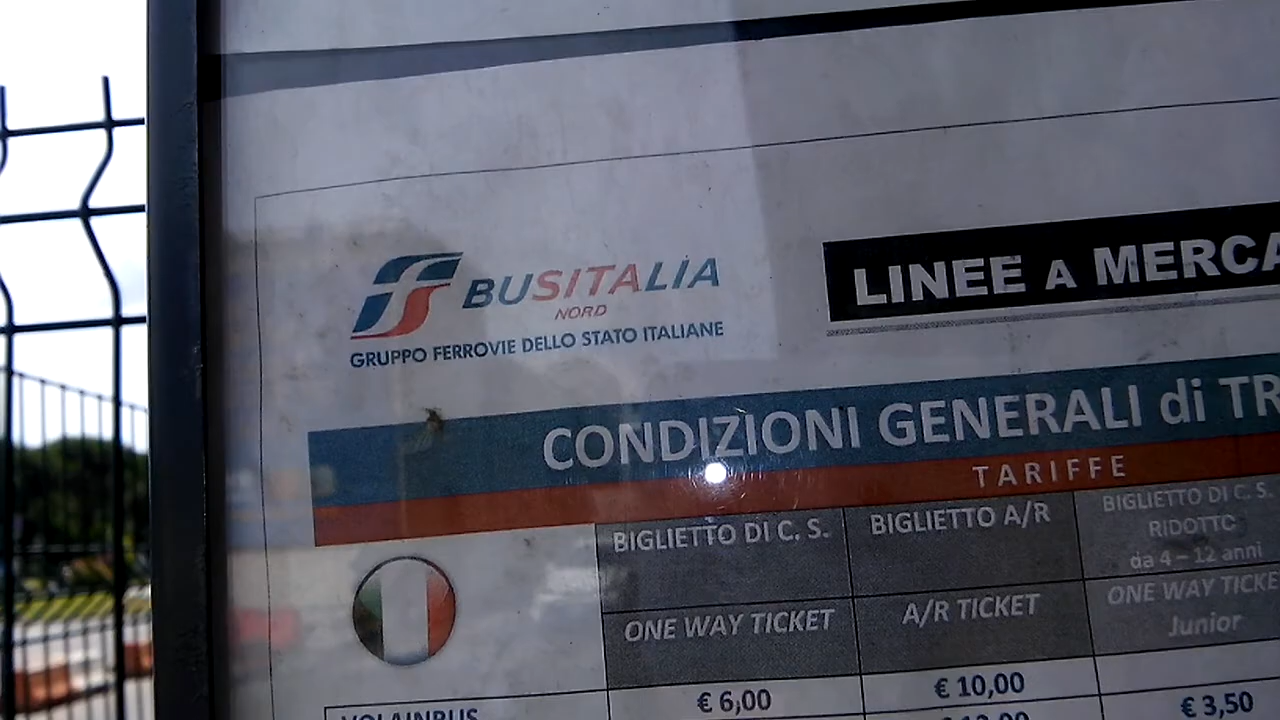 BUSITALIA
NORD
GRUPPO FERROVIE DELLO STATO ITALIANE
LINEE A MERCA
CONDIZIONI GENERALI di TR
TARIFFE
BIGLIETTO DI C. S.
BIGLIETTO A/R
BIGLIETTO DI C. S.
RIDOTTO
da 4 – 12 anni
ONE WAY TICKET
A/R TICKET
ONE WAY TICKE
Junior
VOLAINBUS
€ 6,00
€ 10,00
€ 3,50